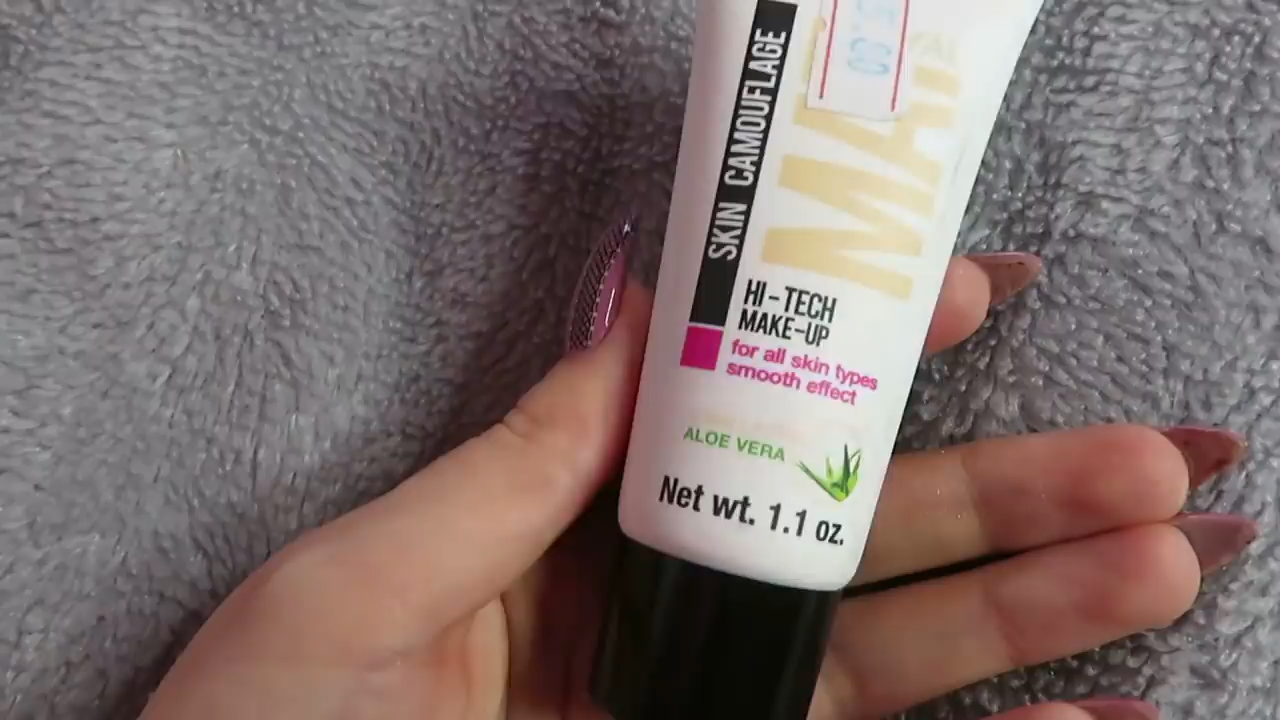 SKIN CAMOUFLAGE
HI-TECH
MAKE-UP
for all skin types
smooth effect
ALOE VERA
Net wt. 1.1 oz.